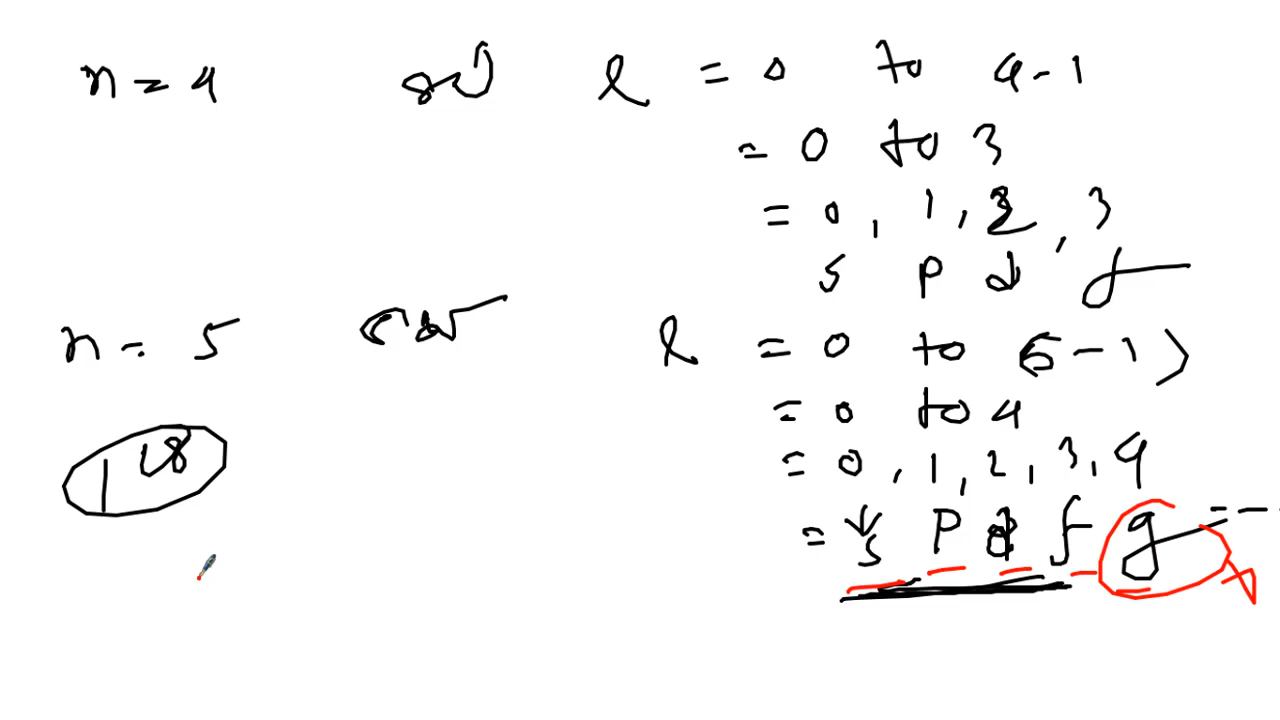 n = 4 হলে l = 0 to 4-1
= 0 to 3
= 0, 1, 2, 3
s p d f
n = 5 l = 0 to (5-1)
= 0 to 4
= 0, 1, 2, 3, 4
118
= s p d f g